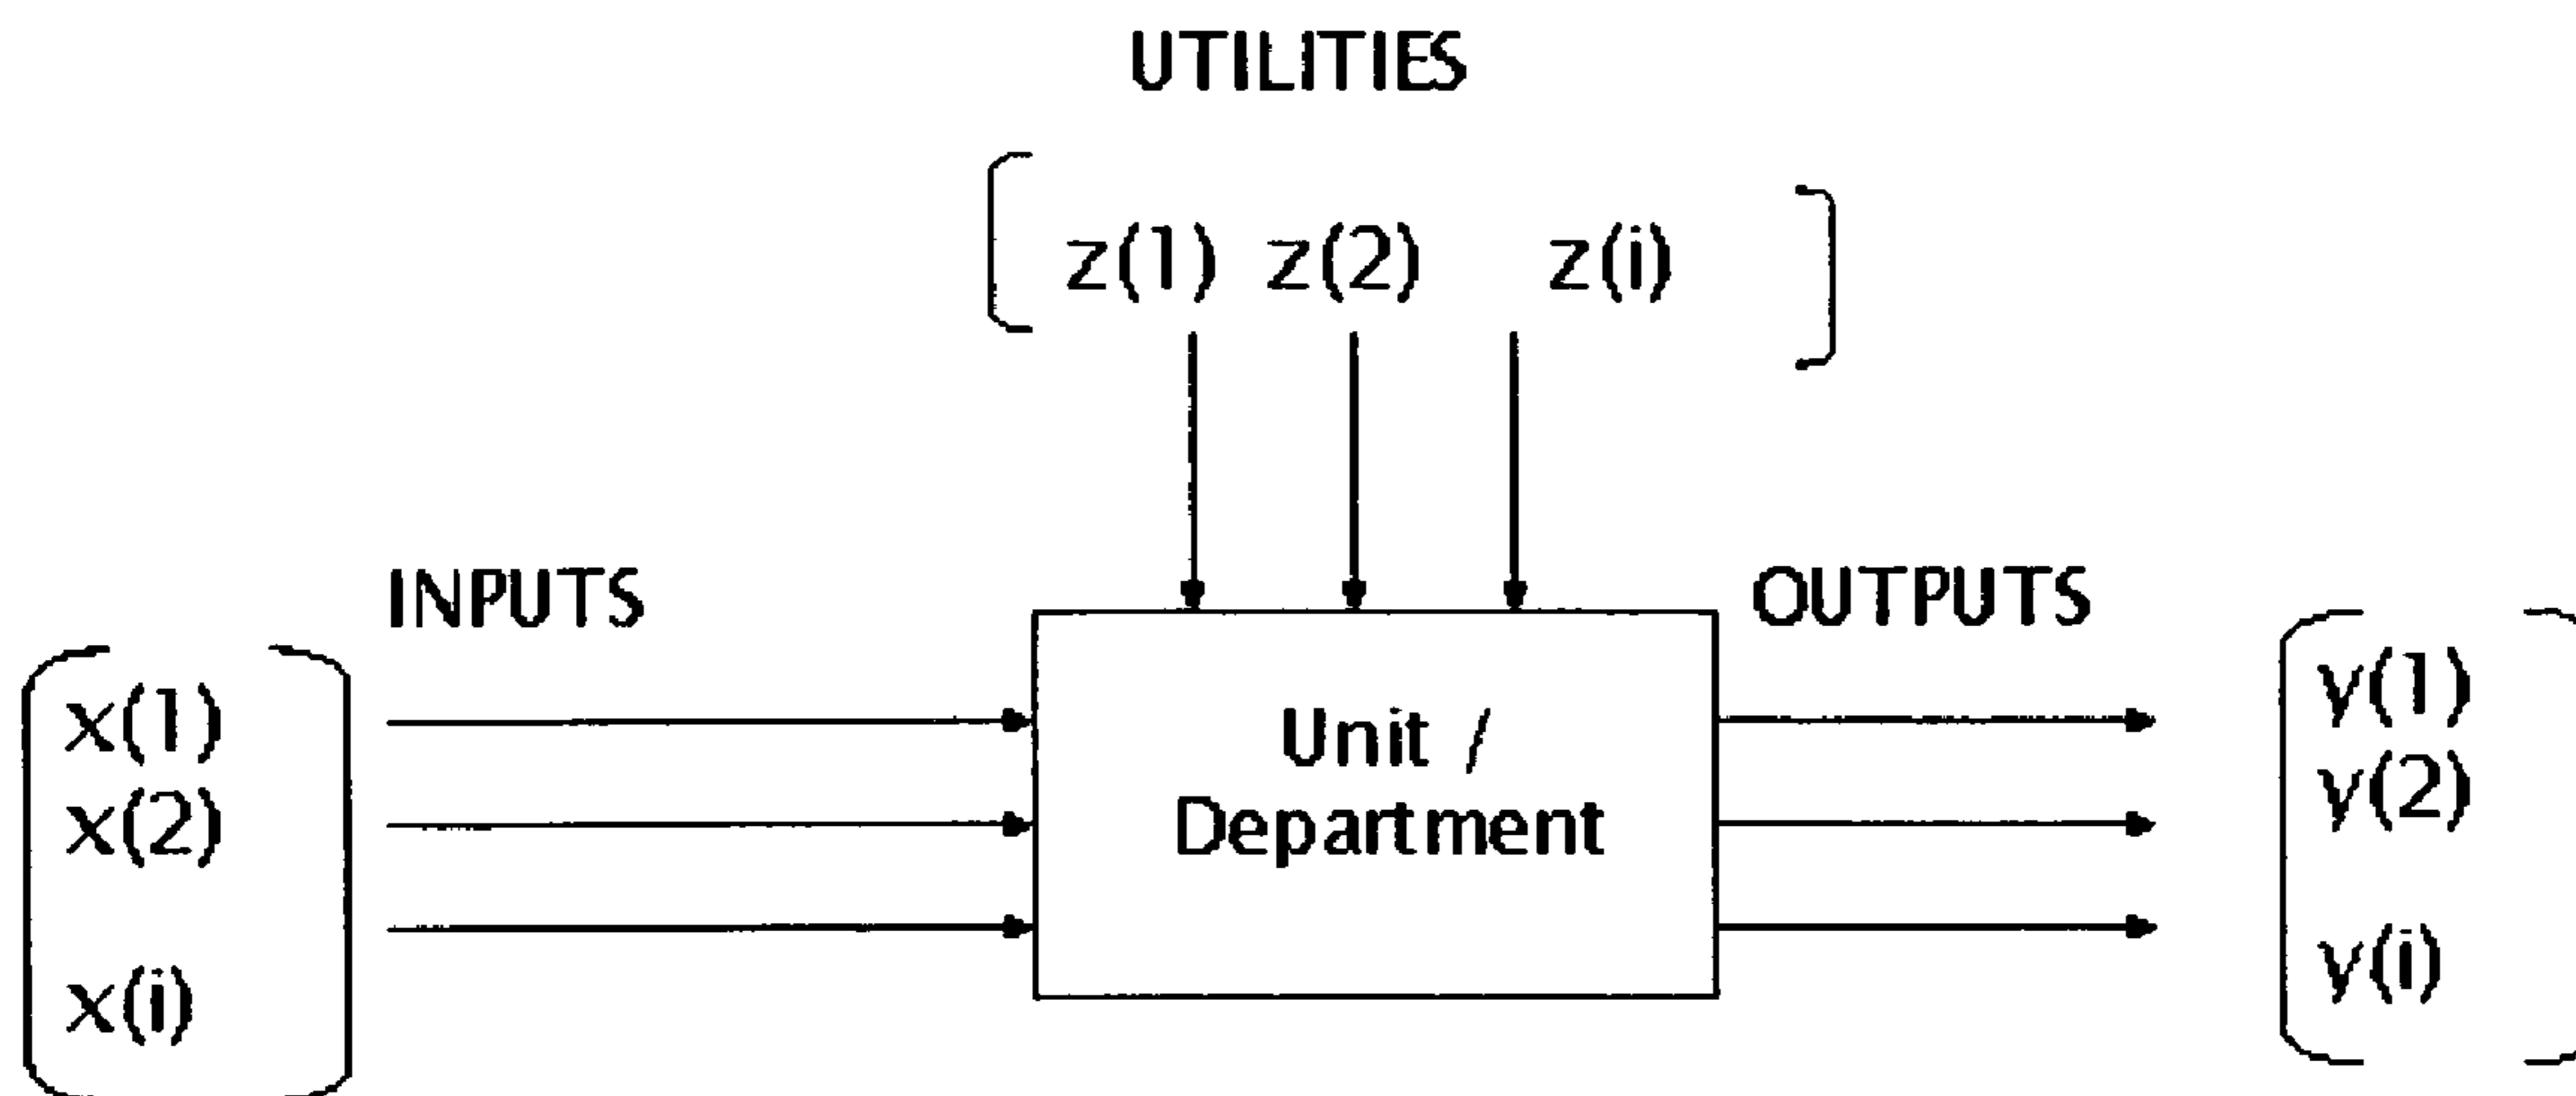 UTILITIES
z(1) z(2) z(i)
INPUTS
OUTPUTS
x(1)
x(2)
x(i)
Unit /
Department
y(1)
y(2)
y(i)